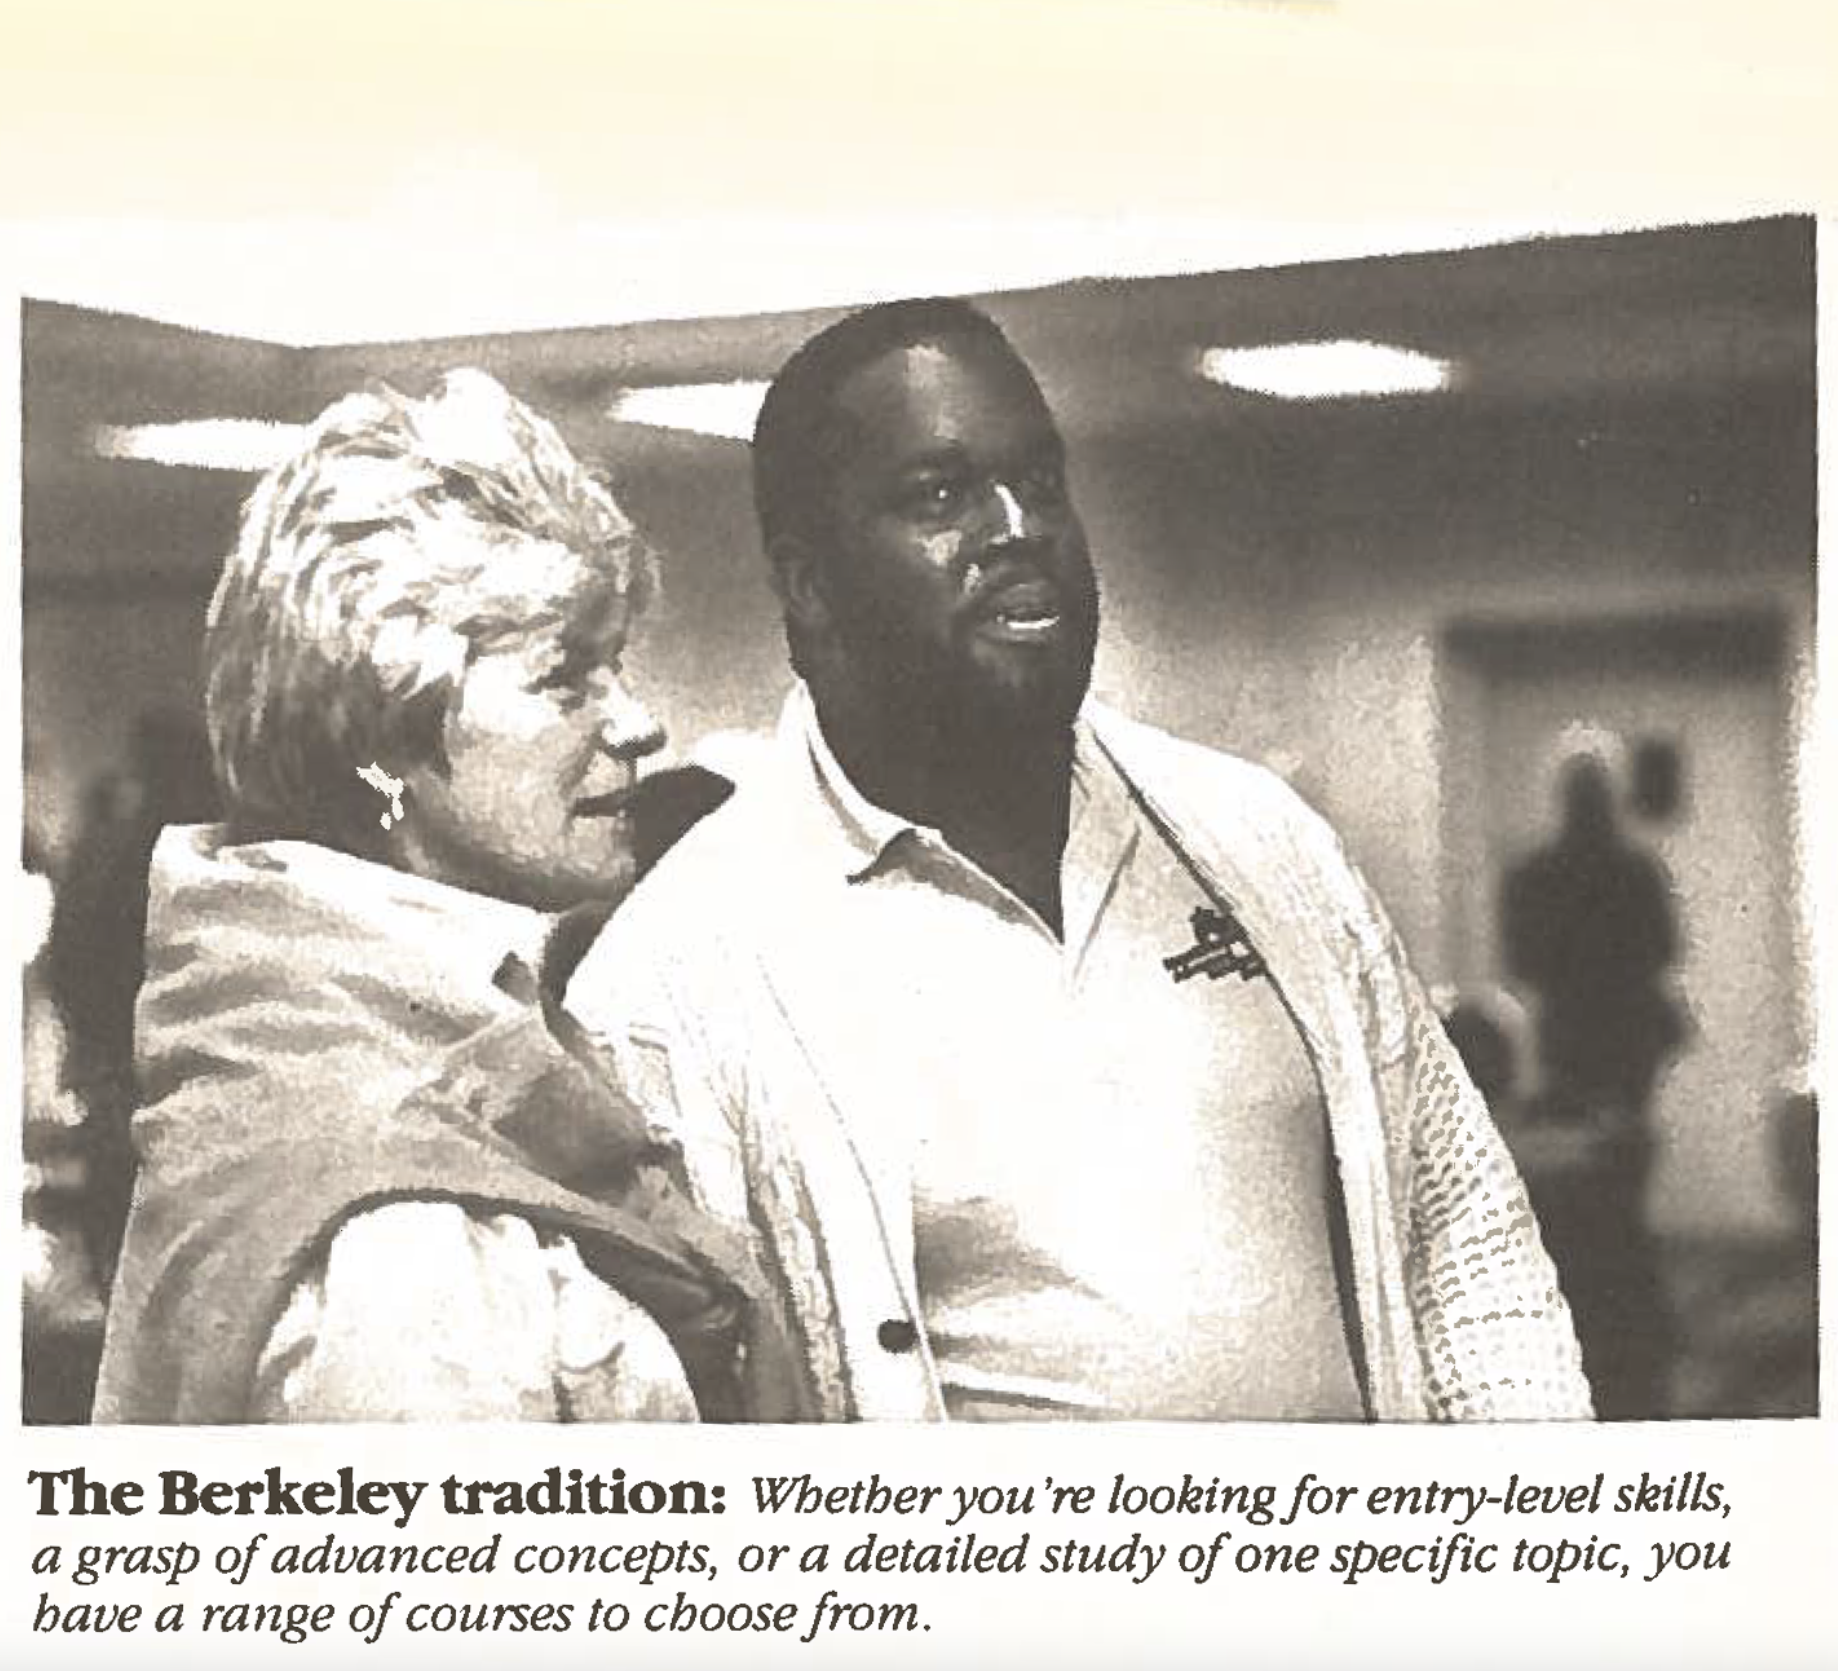 The Berkeley tradition: Whether you're looking for entry-level skills,
a grasp of advanced concepts, or a detailed study of one specific topic, you
have a range of courses to choose from.